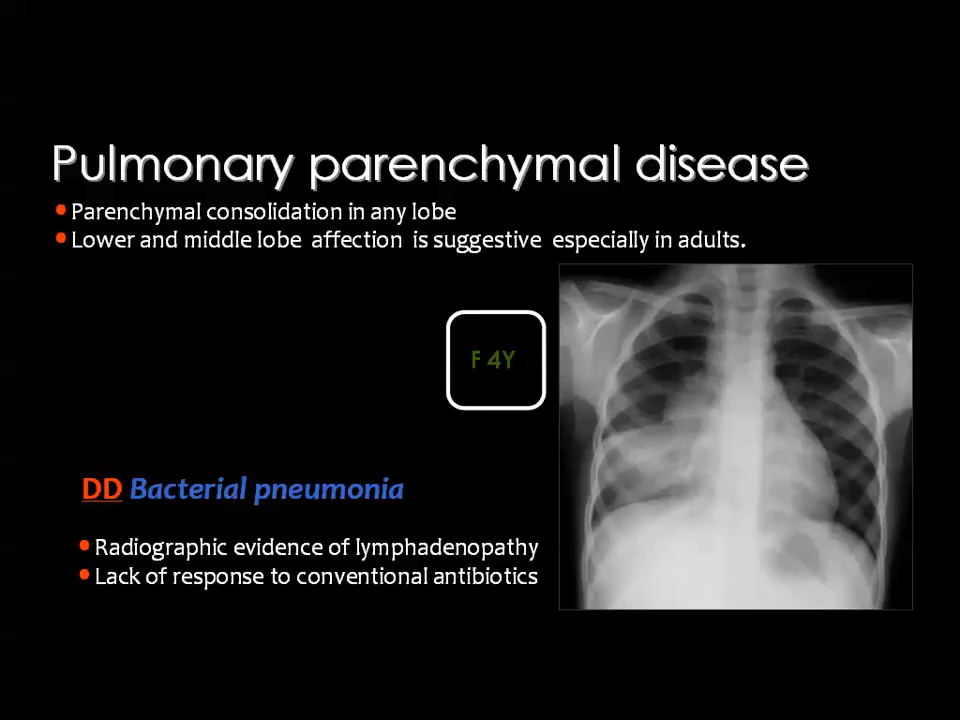 Pulmonary parenchymal disease
Parenchymal consolidation in any lobe
Lower and middle lobe affection is suggestive especially in adults.
F 4Y
DD Bacterial pneumonia
Radiographic evidence of lymphadenopathy
Lack of response to conventional antibiotics